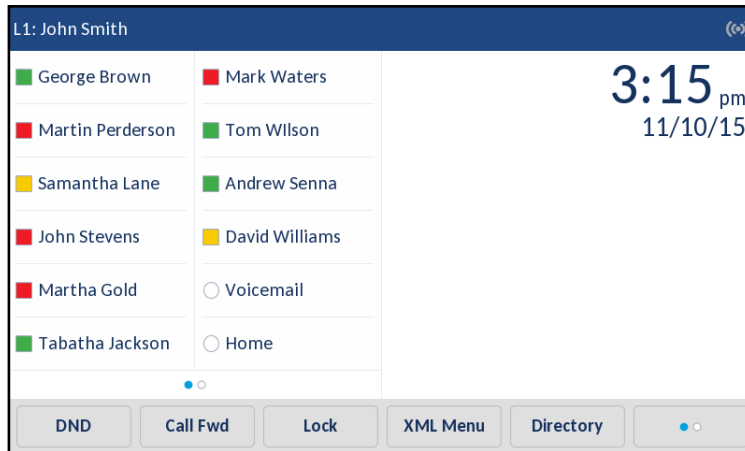 L1: John Smith
George Brown
Mark Waters
3:15 pm
11/10/15
Martin Perderson
Tom WIlson
Samantha Lane
Andrew Senna
John Stevens
David Williams
Martha Gold
Voicemail
Tabatha Jackson
Home
DND
Call Fwd
Lock
XML Menu
Directory